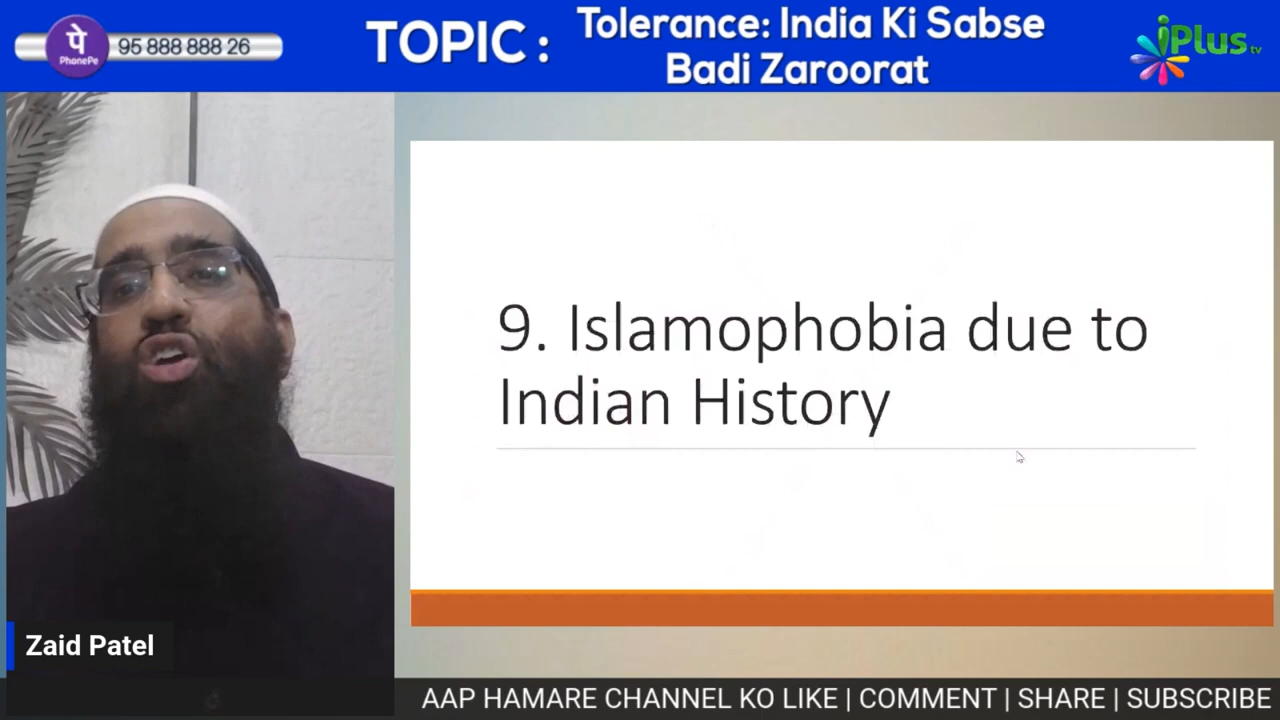 पे
PhonePe
95 888 888 26
TOPIC :
Tolerance: India Ki Sabse
Badi Zaroorat
iPlus tv
9. Islamophobia due to
Indian History
Zaid Patel
AAP HAMARE CHANNEL KO LIKE | COMMENT | SHARE | SUBSCRIBE